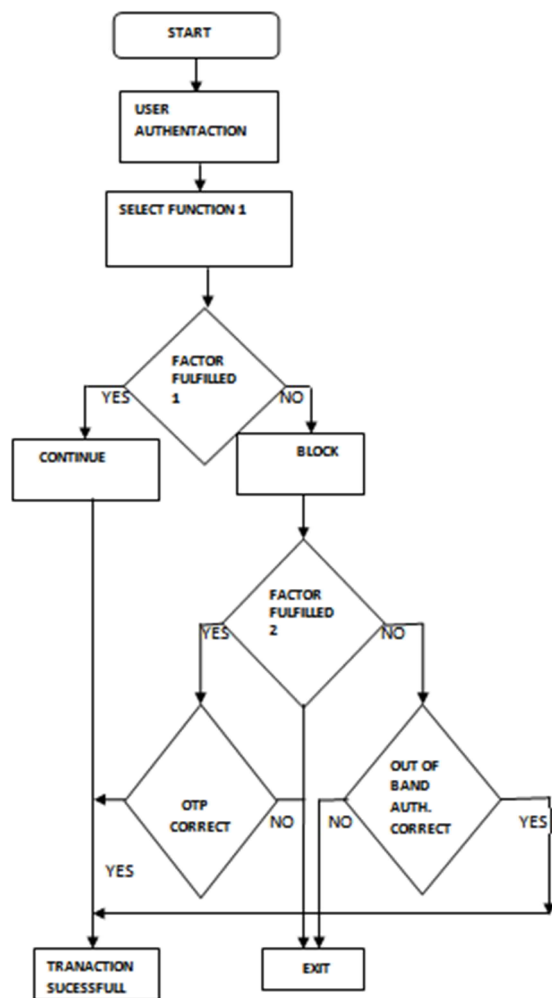 START
USER
AUTHENTACTION
SELECT FUNCTION 1
FACTOR
FULFILLED
1
YES
NO
CONTINUE
BLOCK
FACTOR
FULFILLED
2
YES
NO
OTP
CORRECT
NO
YES
OUT OF
BAND
AUTH.
CORRECT
NO
YES
TRANACTION
SUCESSFULL
EXIT